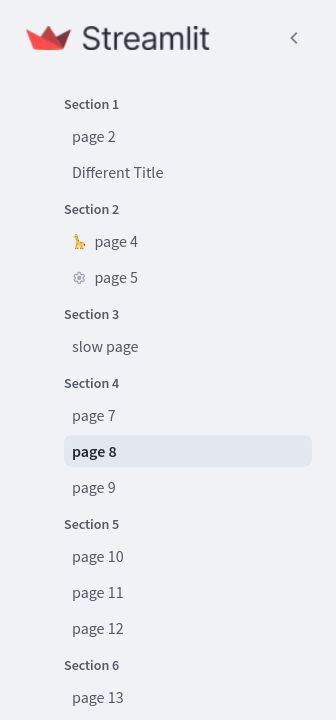 Streamlit
Section 1
page 2
Different Title
Section 2
page 4
page 5
Section 3
slow page
Section 4
page 7
page 8
page 9
Section 5
page 10
page 11
page 12
Section 6
page 13